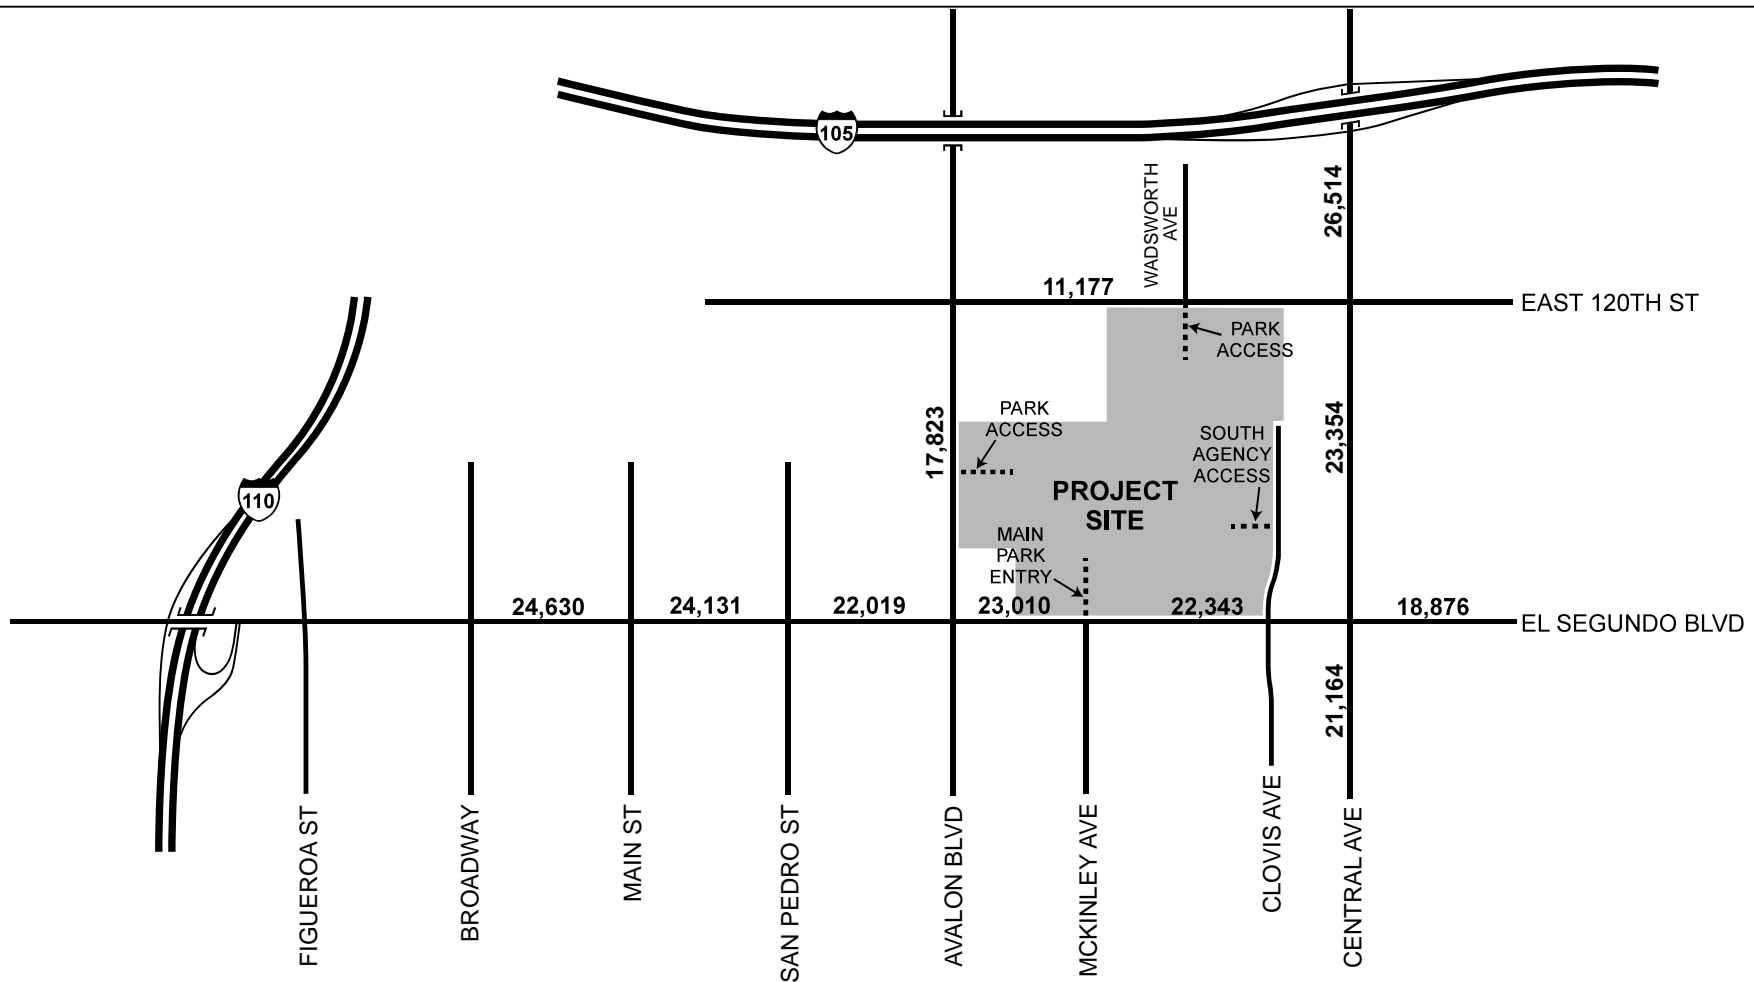 105
WADSWORTH
AVE
26,514
11,177
EAST 120TH ST
PARK
ACCESS
PARK
ACCESS
17,823
SOUTH
AGENCY
ACCESS
23,354
110
PROJECT
SITE
MAIN
PARK
ENTRY
24,630
24,131
22,019
23,010
22,343
18,876
EL SEGUNDO BLVD
21,164
FIGUEROA ST
BROADWAY
MAIN ST
SAN PEDRO ST
AVALON BLVD
MCKINLEY AVE
CLOVIS AVE
CENTRAL AVE